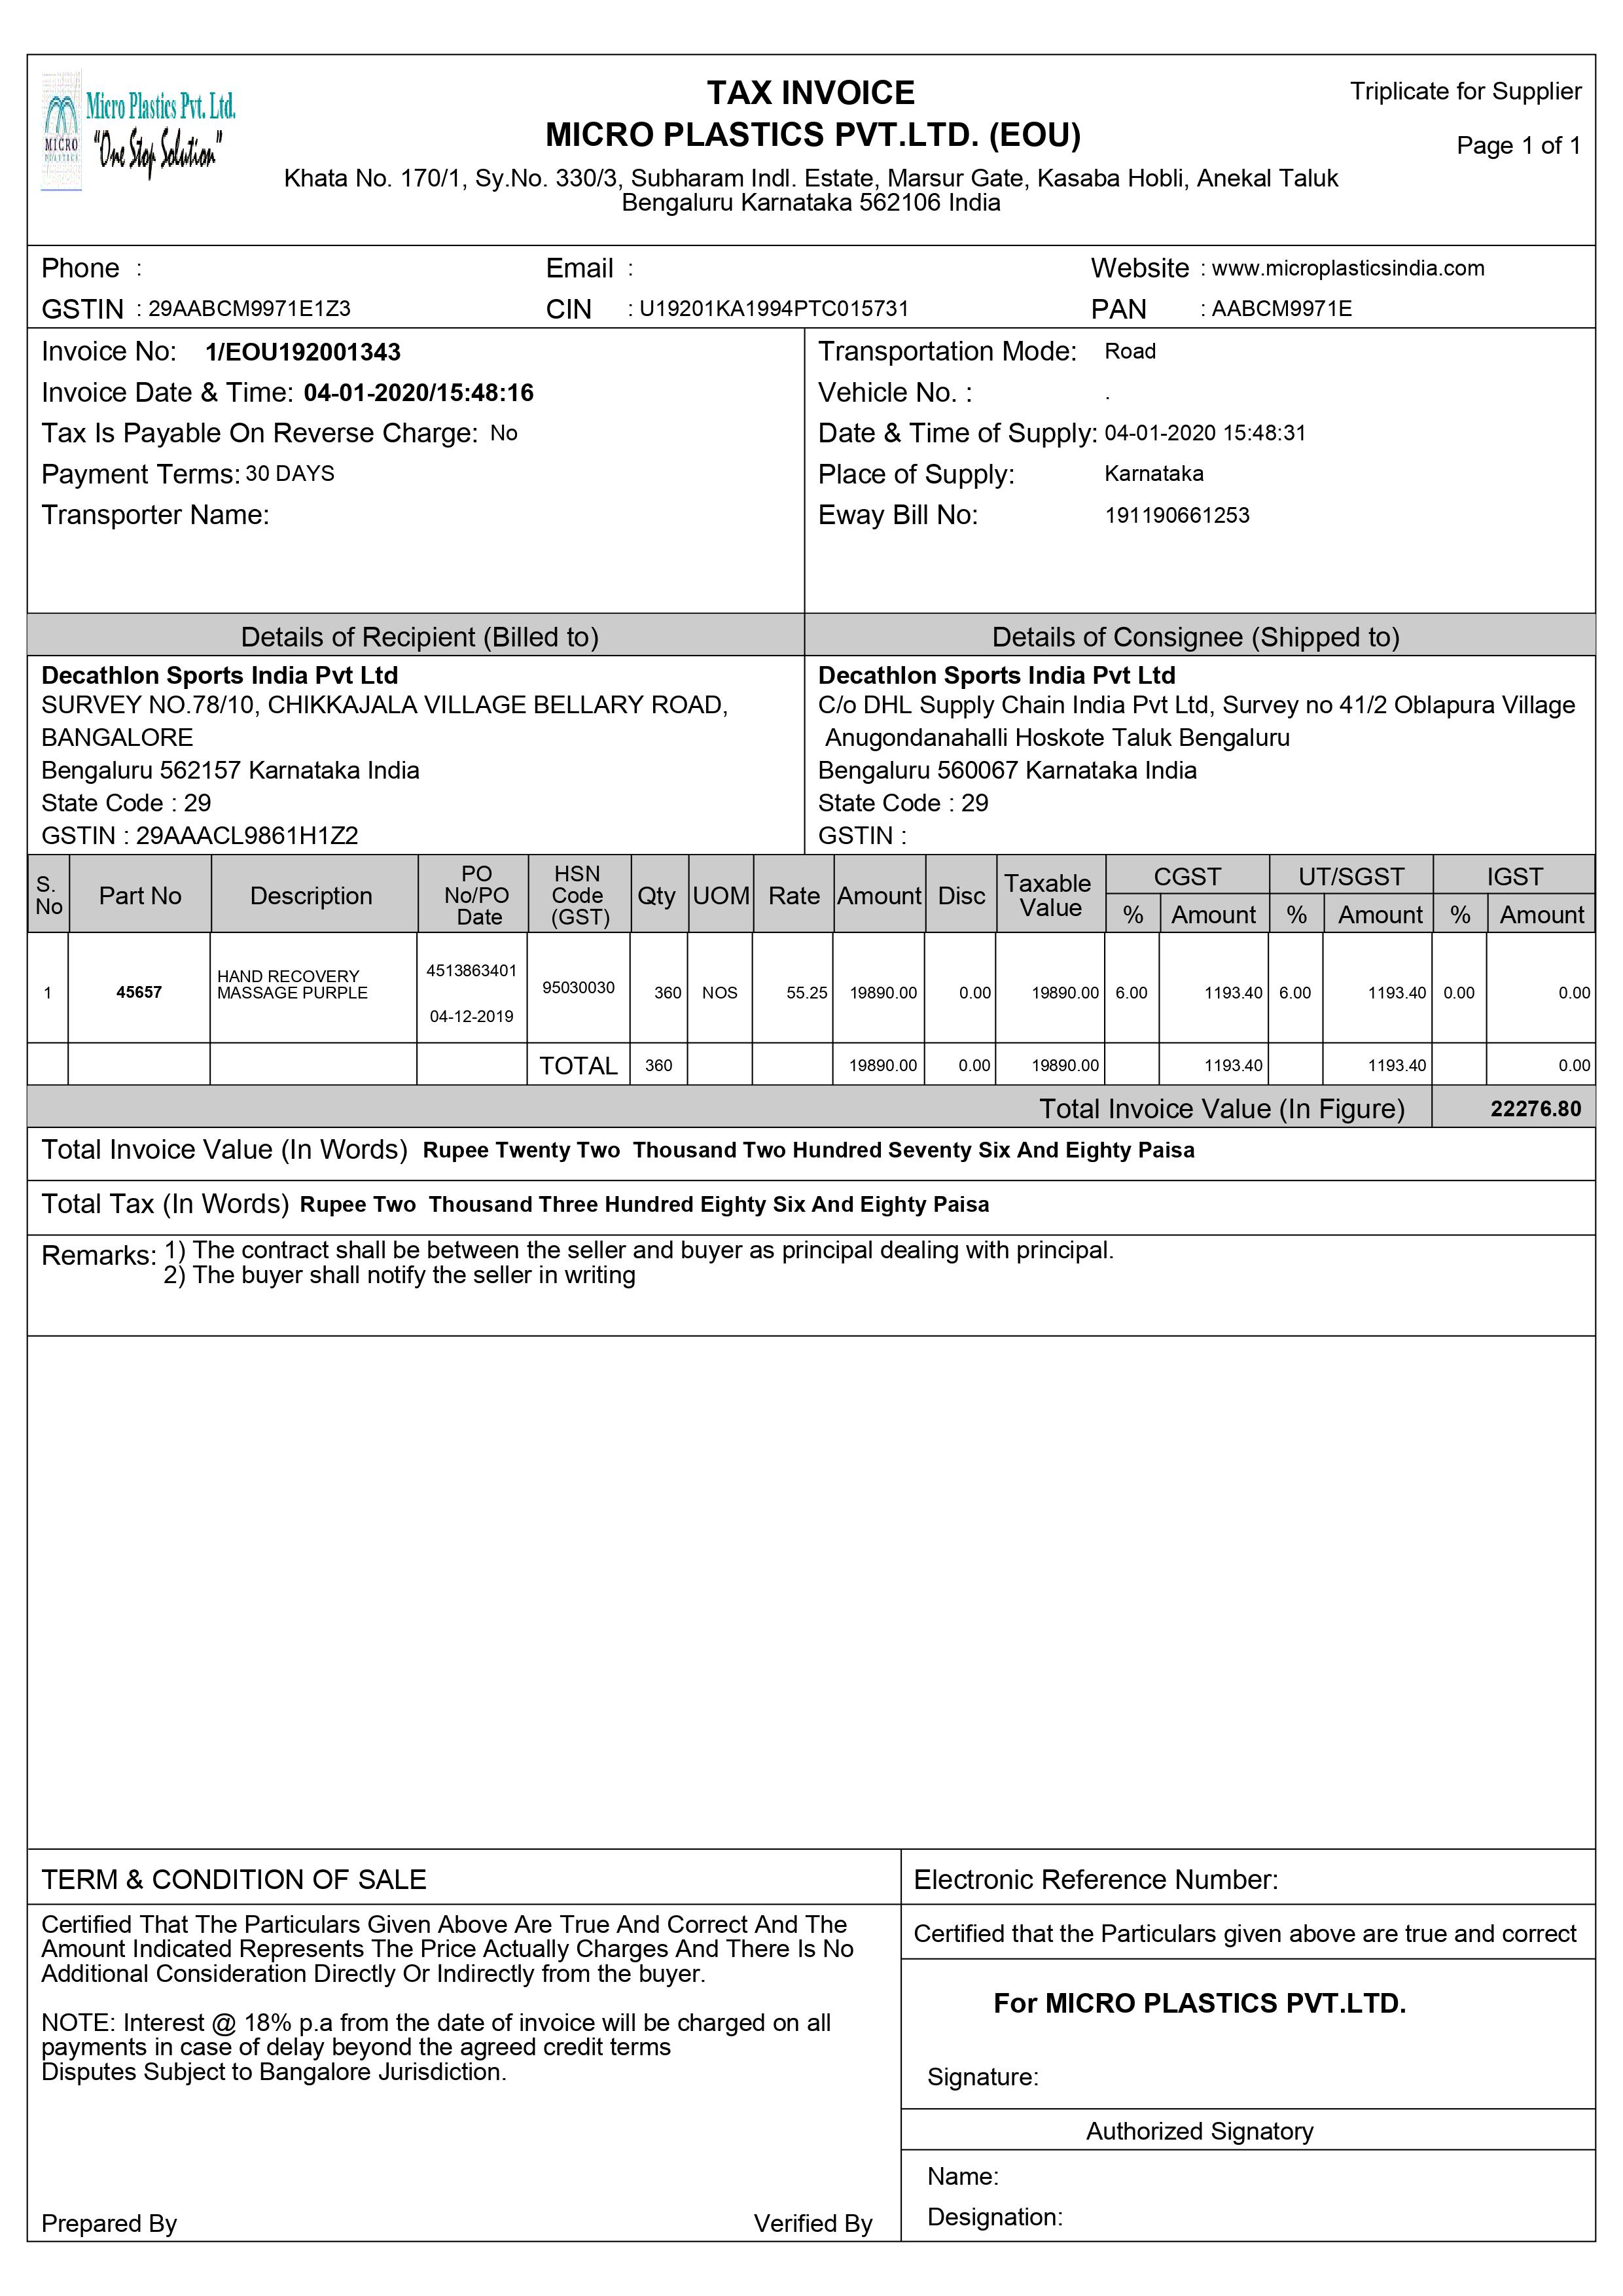 TAX INVOICE
Triplicate for Supplier
Micro Plastics Pvt. Ltd.
MICRO
"One Stop Solution"
MICRO PLASTICS PVT.LTD. (EOU)
Page 1 of 1
Khata No. 170/1, Sy.No. 330/3, Subharam Indl. Estate, Marsur Gate, Kasaba Hobli, Anekal Taluk
Bengaluru Karnataka 562106 India
Phone : Email : Website : www.microplasticsindia.com
GSTIN : 29AABCM9971E1Z3 CIN : U19201KA1994PTC015731 PAN : AABCM9971E
Invoice No: 1/EOU192001343
Invoice Date & Time: 04-01-2020/15:48:16
Tax Is Payable On Reverse Charge: No
Payment Terms: 30 DAYS
Transporter Name:
Transportation Mode: Road
Vehicle No. : .
Date & Time of Supply: 04-01-2020 15:48:31
Place of Supply: Karnataka
Eway Bill No: 191190661253
Details of Recipient (Billed to)
Decathlon Sports India Pvt Ltd
SURVEY NO.78/10, CHIKKAJALA VILLAGE BELLARY ROAD,
BANGALORE
Bengaluru 562157 Karnataka India
State Code : 29
GSTIN : 29AAACL9861H1Z2
Details of Consignee (Shipped to)
Decathlon Sports India Pvt Ltd
C/o DHL Supply Chain India Pvt Ltd, Survey no 41/2 Oblapura Village
Anugondanahalli Hoskote Taluk Bengaluru
Bengaluru 560067 Karnataka India
State Code : 29
GSTIN :
S. No Part No Description PO No/PO Date HSN Code (GST) Qty UOM Rate Amount Disc Taxable Value CGST UT/SGST IGST
% Amount % Amount % Amount
1 45657 HAND RECOVERY MASSAGE PURPLE 4513863401 04-12-2019 95030030 360 NOS 55.25 19890.00 0.00 19890.00 6.00 1193.40 6.00 1193.40 0.00 0.00
TOTAL 360 19890.00 0.00 19890.00 1193.40 1193.40 0.00
Total Invoice Value (In Figure) 22276.80
Total Invoice Value (In Words) Rupee Twenty Two Thousand Two Hundred Seventy Six And Eighty Paisa
Total Tax (In Words) Rupee Two Thousand Three Hundred Eighty Six And Eighty Paisa
Remarks: 1) The contract shall be between the seller and buyer as principal dealing with principal.
2) The buyer shall notify the seller in writing
TERM & CONDITION OF SALE
Certified That The Particulars Given Above Are True And Correct And The
Amount Indicated Represents The Price Actually Charges And There Is No
Additional Consideration Directly Or Indirectly from the buyer.
NOTE: Interest @ 18% p.a from the date of invoice will be charged on all
payments in case of delay beyond the agreed credit terms
Disputes Subject to Bangalore Jurisdiction.
Prepared By Verified By
Electronic Reference Number:
Certified that the Particulars given above are true and correct
For MICRO PLASTICS PVT.LTD.
Signature:
Authorized Signatory
Name:
Designation: